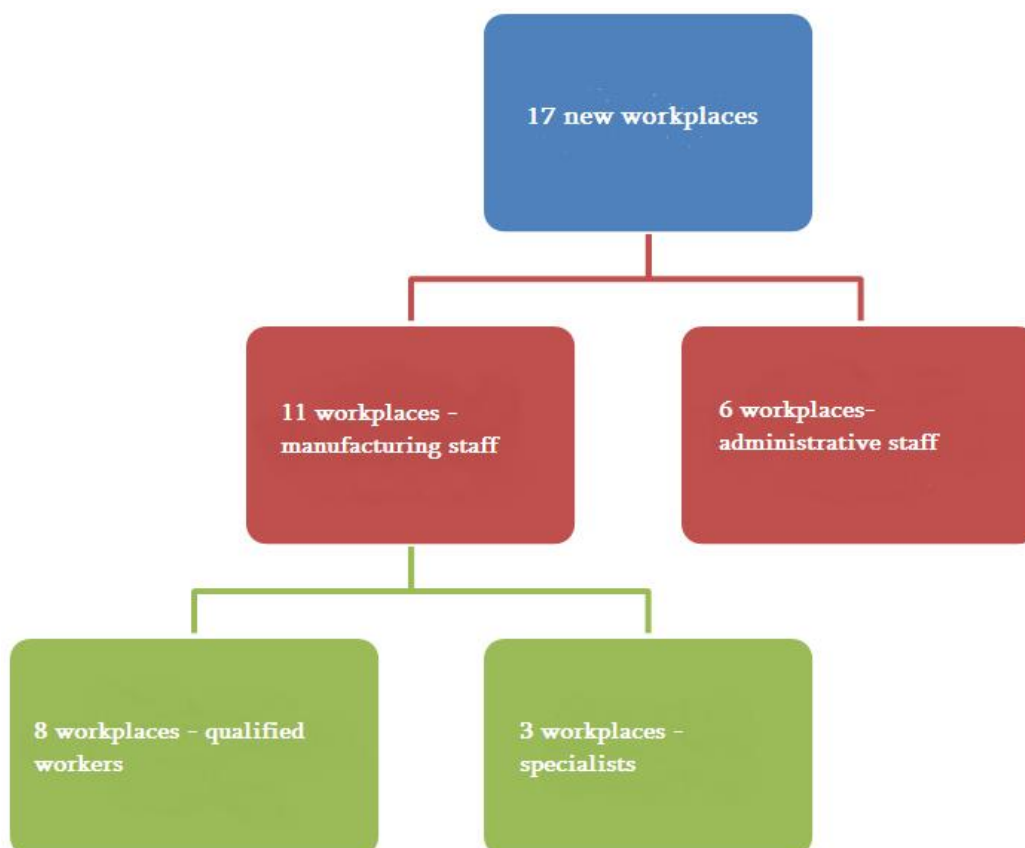 17 new workplaces
11 workplaces -
manufacturing staff
6 workplaces-
administrative staff
8 workplaces - qualified
workers
3 workplaces -
specialists